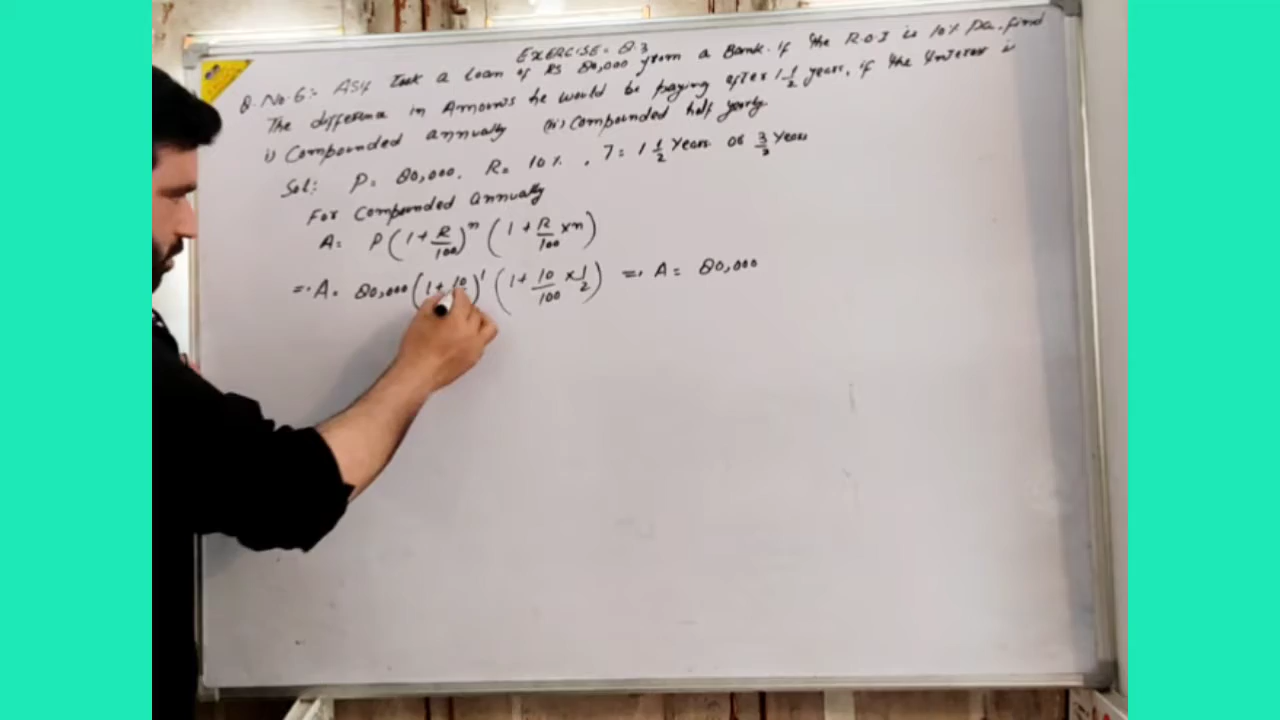 EXERCISE = 8.3
Q. No. 6:- Asif took a loan of Rs 80,000 from a Bank. If the R.O.I is 10% Pa. find
The difference in Amounts he would be paying after 1 1/2 years, if the Interest is
i) Compounded annually (ii) Compounded half yearly
Sol: P = 80,000. R = 10%. , T = 1 1/2 Years. or 3/2 Years
For Compounded annually
A = P(1+R/100)^n (1+R/100 ×n)
=> A = 80,000 (1+10 )^1 (1+10/100 ×1/2) => A = 80,000